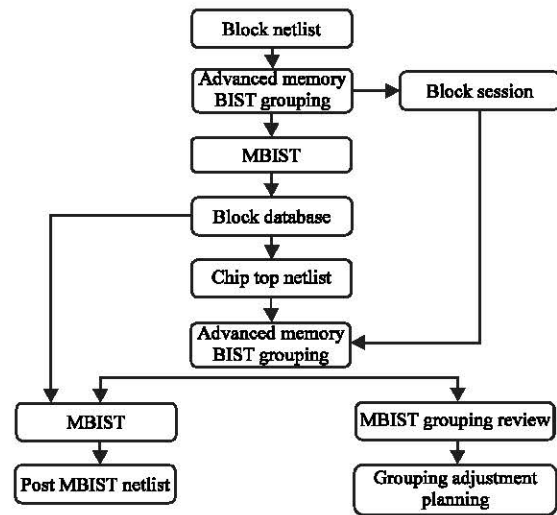 Block netlist
Advanced memory
BIST grouping
Block session
MBIST
Block database
Chip top netlist
Advanced memory
BIST grouping
MBIST
MBIST grouping review
Post MBIST netlist
Grouping adjustment
planning